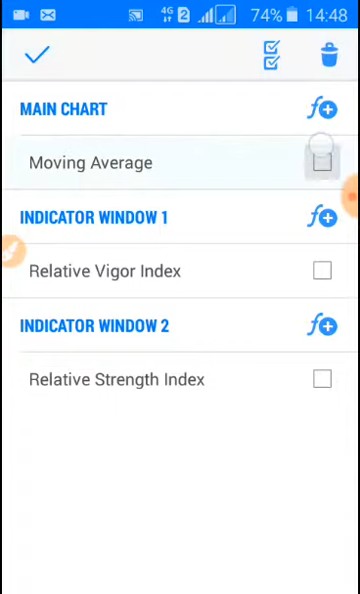 4G 2 74% 14:48
MAIN CHART f
Moving Average
INDICATOR WINDOW 1 f
Relative Vigor Index
INDICATOR WINDOW 2 f
Relative Strength Index